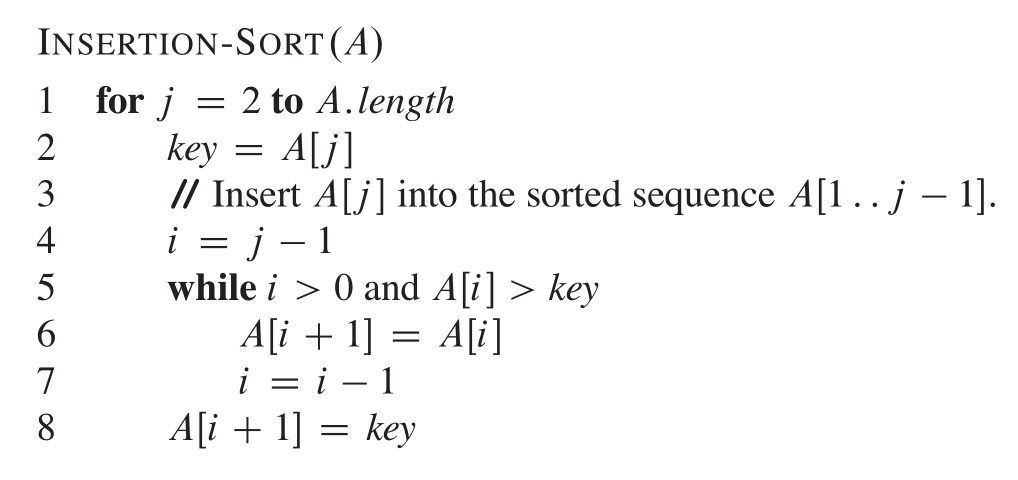 INSERTION-SORT(A)
1 for j = 2 to A.length
2 key = A[j]
3 // Insert A[j] into the sorted sequence A[1 . . j − 1].
4 i = j − 1
5 while i > 0 and A[i] > key
6 A[i + 1] = A[i]
7 i = i − 1
8 A[i + 1] = key